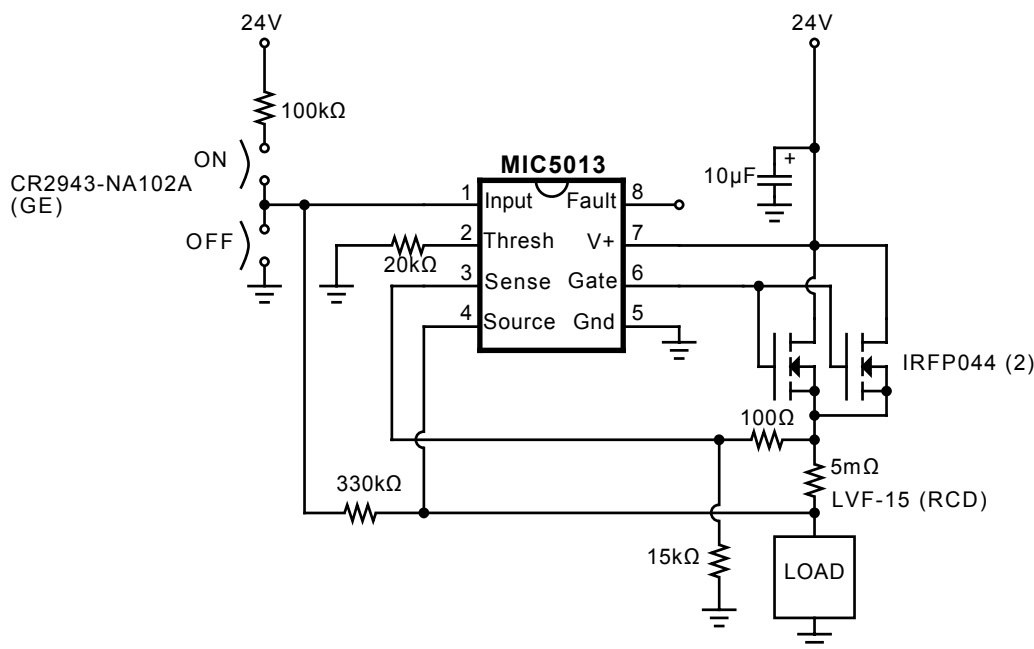 24V
24V
100kΩ
ON
CR2943-NA102A
(GE)
OFF
MIC5013
10µF
+
1
Input
Fault
8
2
Thresh
V+
7
20kΩ
3
Sense
Gate
6
4
Source
Gnd
5
IRFP044 (2)
100Ω
5mΩ
LVF-15 (RCD)
330kΩ
15kΩ
LOAD